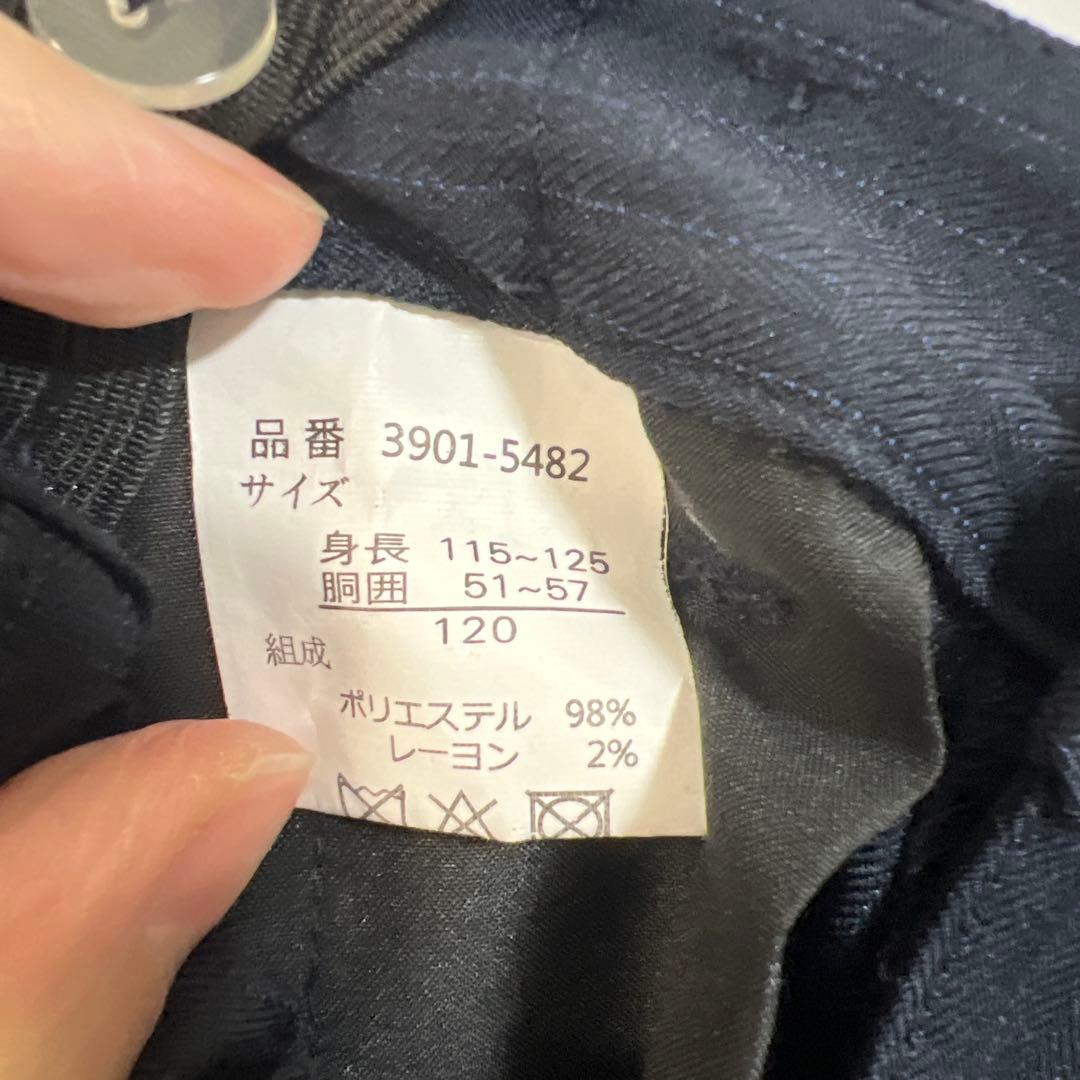 品番 3901-5482
サイズ
身長 115~125
胴囲 51~57
120
組成
ポリエステル 98%
レーヨン 2%